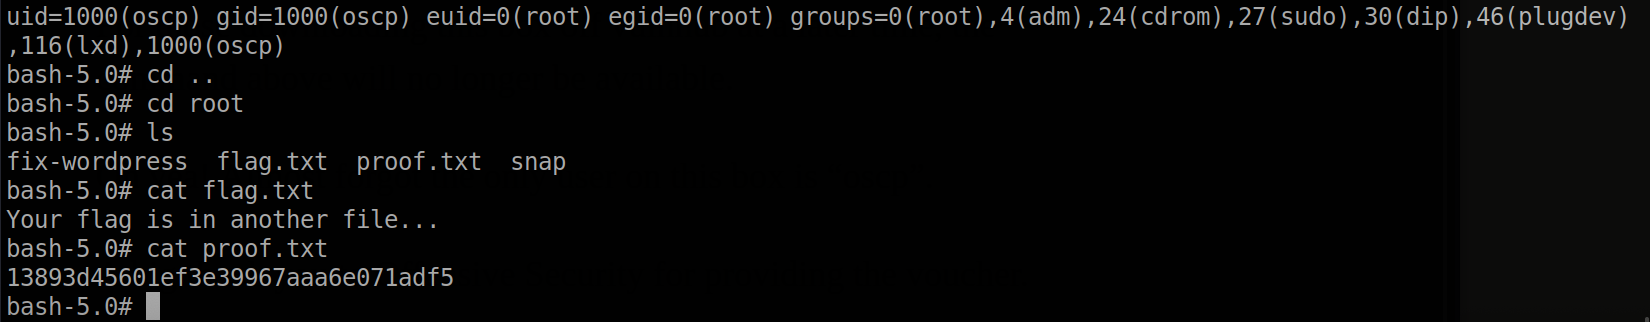 uid=1000(oscp) gid=1000(oscp) euid=0(root) egid=0(root) groups=0(root),4(adm),24(cdrom),27(sudo),30(dip),46(plugdev)
,116(lxd),1000(oscp)
bash-5.0# cd ..
bash-5.0# cd root
bash-5.0# ls
fix-wordpress  flag.txt  proof.txt  snap
bash-5.0# cat flag.txt
Your flag is in another file...
bash-5.0# cat proof.txt
13893d45601ef3e39967aaa6e071adf5
bash-5.0#